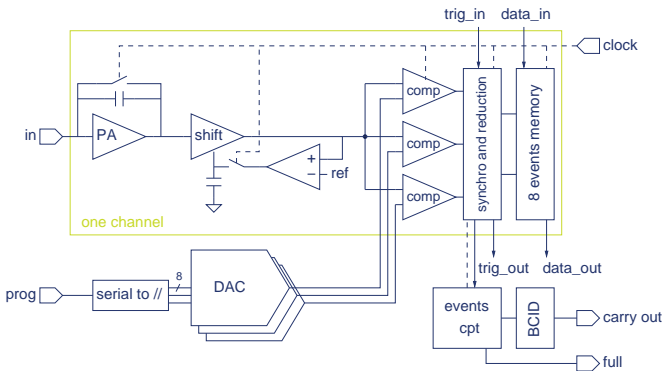 trig_in
data_in
clock
in
PA
shift
+
−
ref
comp
comp
comp
synchro and reduction
8 events memory
one channel
trig_out
data_out
prog
serial to //
8
DAC
events
cpt
BCID
carry out
full